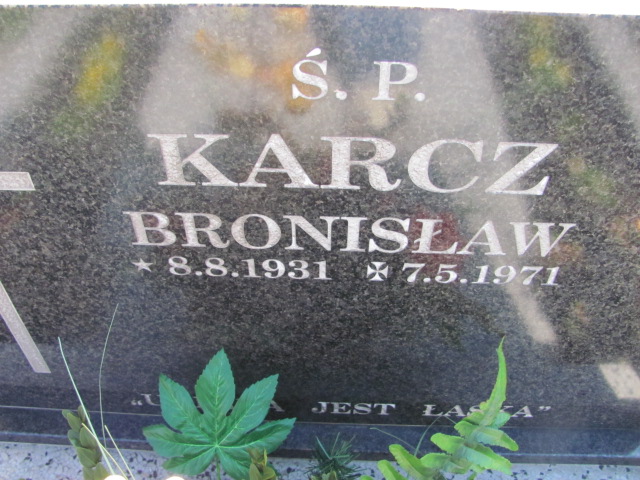 Ś. P.
KARCZ
BRONISŁAW
★ 8.8.1931 ✠ 7.5.1971
JEST